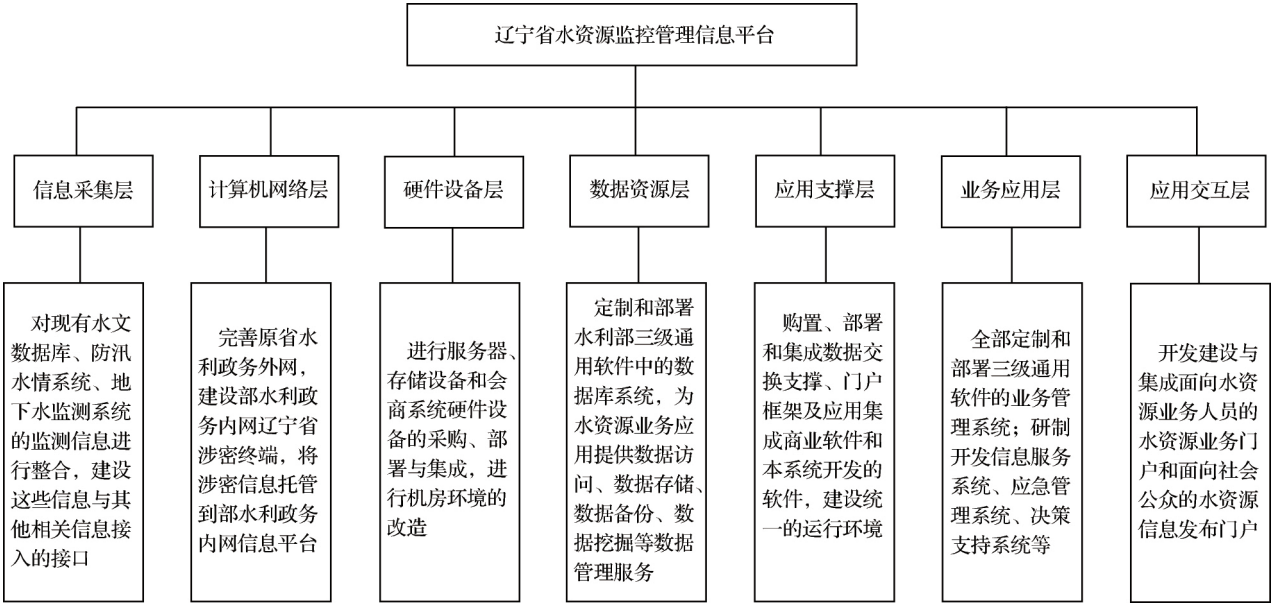 辽宁省水资源监控管理信息平台
信息采集层
计算机网络层
硬件设备层
数据资源层
应用支撑层
业务应用层
应用交互层
对现有水文
数据库、防汛
水情系统、地
下水监测系统
的监测信息进
行整合，建设
这些信息与其
他相关信息接
入的接口
完善原省水
利政务外网，
建设部水利政
务内网辽宁省
涉密终端，将
涉密信息托管
到部水利政务
内网信息平台
进行服务器、
存储设备和会
商系统硬件设
备的采购、部
署与集成，进
行机房环境的
改造
定制和部署
水利部三级通
用软件中的数
据库系统，为
水资源业务应
用提供数据访
问、数据存储、
数据备份、数
据挖掘等数据
管理服务
购置、部署
和集成数据交
换支撑、门户
框架及应用集
成商业软件和
本系统开发的
软件，建设统
一的运行环境
全部定制和
部署三级通用
软件的业务管
理系统；研制
开发信息服务
系统、应急管
理系统、决策
支持系统等
开发建设与
集成面向水资
源业务人员的
水资源业务门
户和面向社会
公众的水资源
信息发布门户